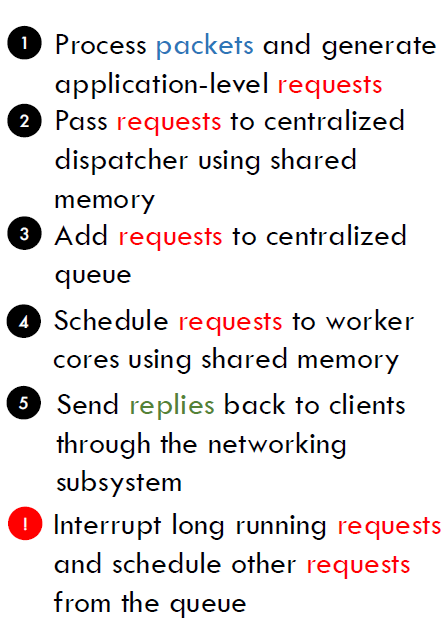 1 Process packets and generate
application-level requests
2 Pass requests to centralized
dispatcher using shared
memory
3 Add requests to centralized
queue
4 Schedule requests to worker
cores using shared memory
5 Send replies back to clients
through the networking
subsystem
! Interrupt long running requests
and schedule other requests
from the queue